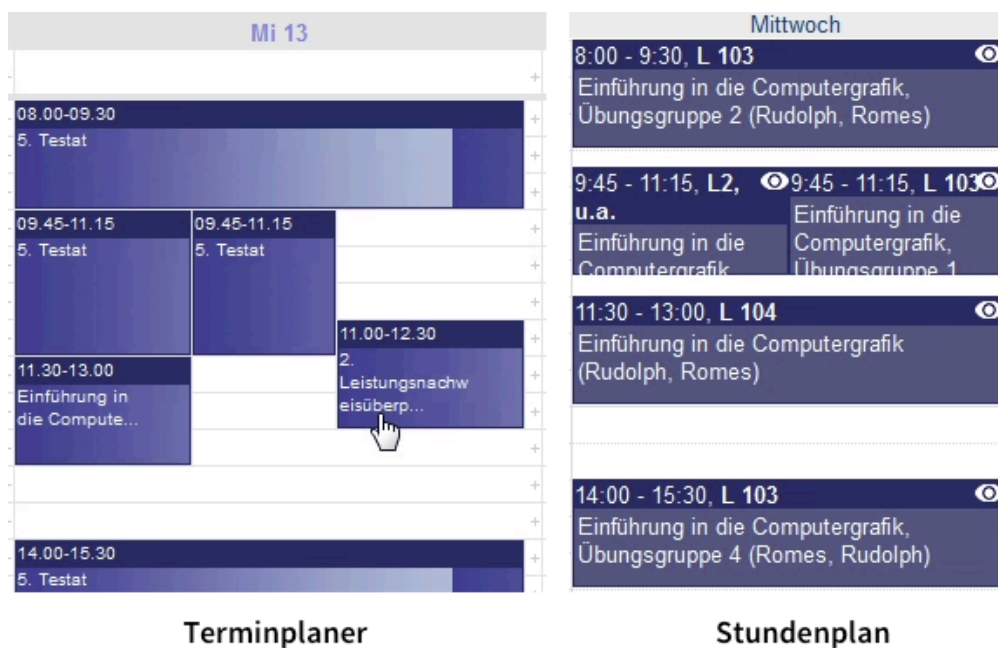 Mi 13
08.00-09.30
5. Testat
09.45-11.15
5. Testat
09.45-11.15
5. Testat
11.00-12.30
2.
Leistungsnachw
eisüberp...
11.30-13.00
Einführung in
die Compute...
14.00-15.30
5. Testat
Terminplaner
Mittwoch
8:00 - 9:30, L 103
Einführung in die Computergrafik,
Übungsgruppe 2 (Rudolph, Romes)
9:45 - 11:15, L2,
u.a.
Einführung in die
Computergrafik
9:45 - 11:15, L 103
Einführung in die
Computergrafik,
Übungsgruppe 1
11:30 - 13:00, L 104
Einführung in die Computergrafik
(Rudolph, Romes)
14:00 - 15:30, L 103
Einführung in die Computergrafik,
Übungsgruppe 4 (Romes, Rudolph)
Stundenplan